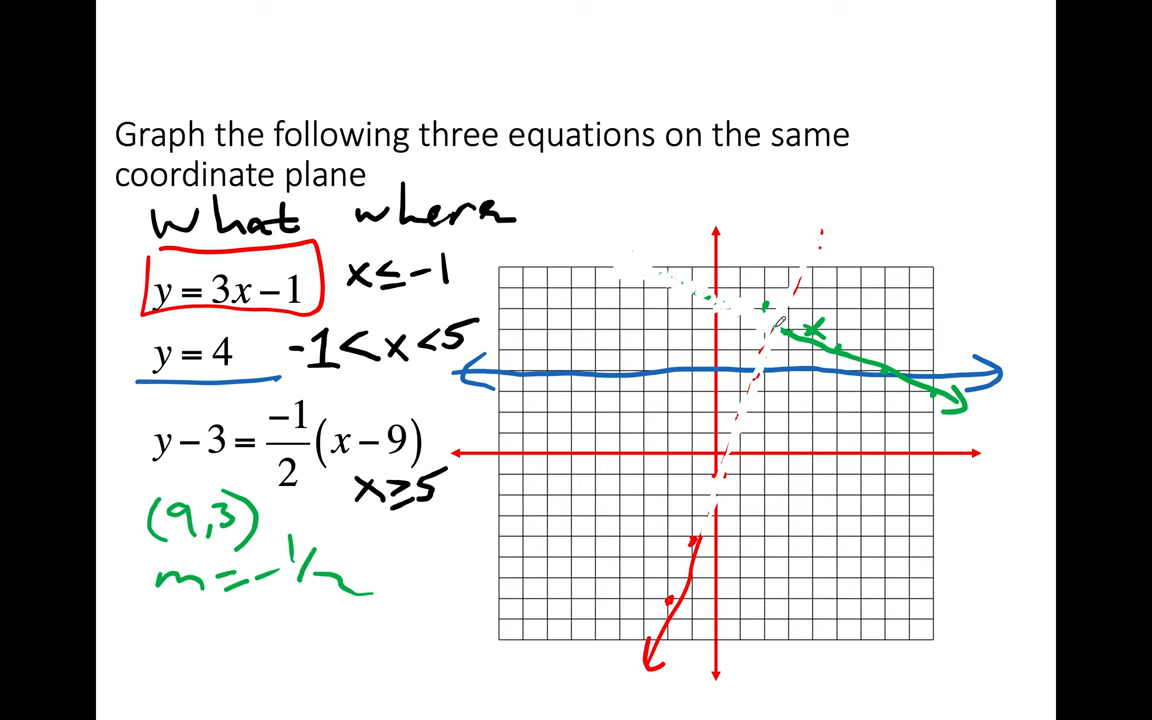 Graph the following three equations on the same
coordinate plane
What where
y = 3x − 1 x ≤ -1
y = 4 -1 < x < 5
y − 3 = -1/2 (x − 9)
x ≥ 5
(9,3)
m = - 1/2
x